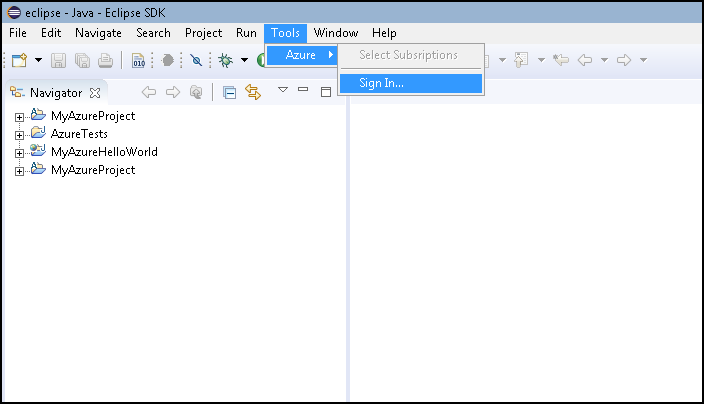 eclipse - Java - Eclipse SDK
File Edit Navigate Search Project Run Tools Window Help
010
Azure
Select Subsriptions
Sign In...
Navigator
MyAzureProject
AzureTests
MyAzureHelloWorld
MyAzureProject